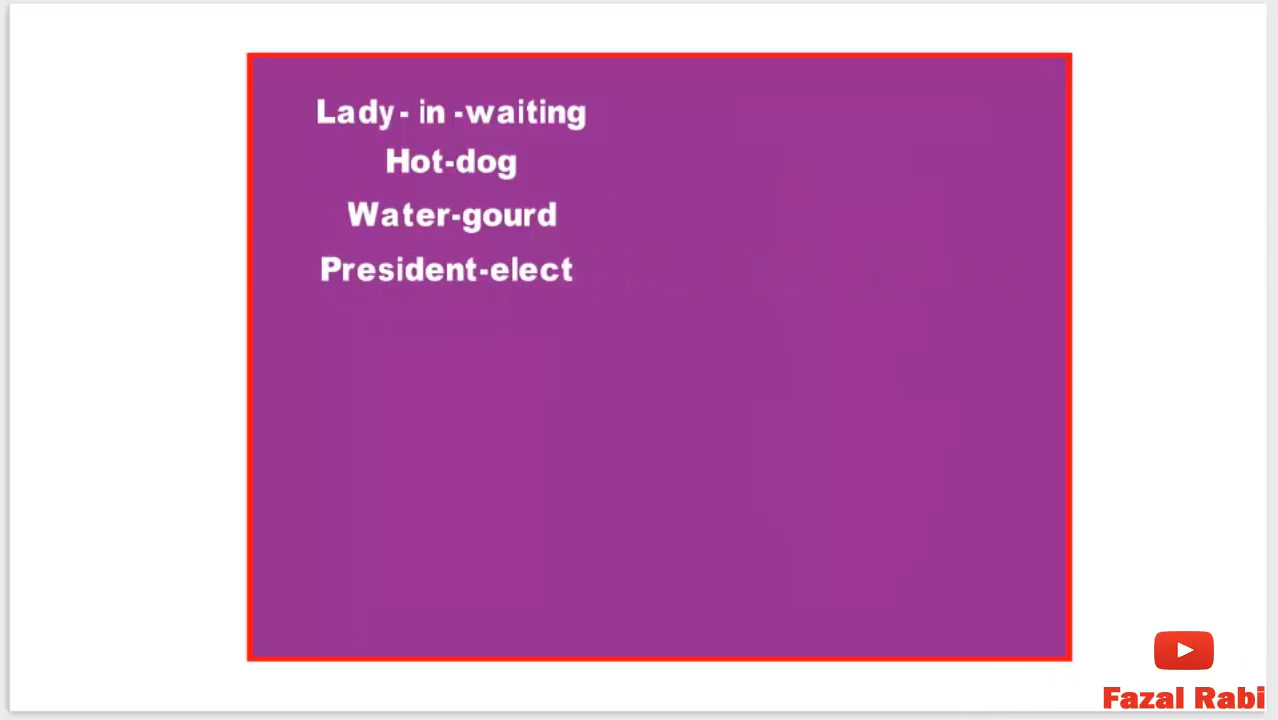 Lady- in -waiting
Hot-dog
Water-gourd
President-elect
Fazal Rabi